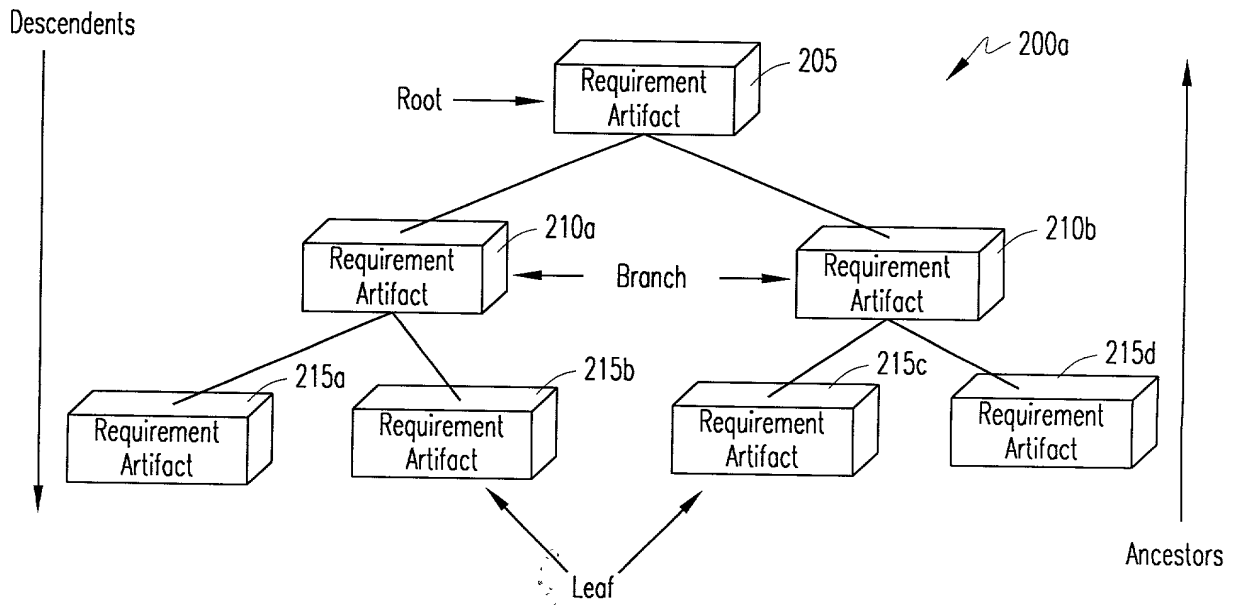 Descendents
200a
205
Requirement
Artifact
Root
210a
210b
Requirement
Artifact
Branch
Requirement
Artifact
215a
215b
215c
215d
Requirement
Artifact
Requirement
Artifact
Requirement
Artifact
Requirement
Artifact
Leaf
Ancestors